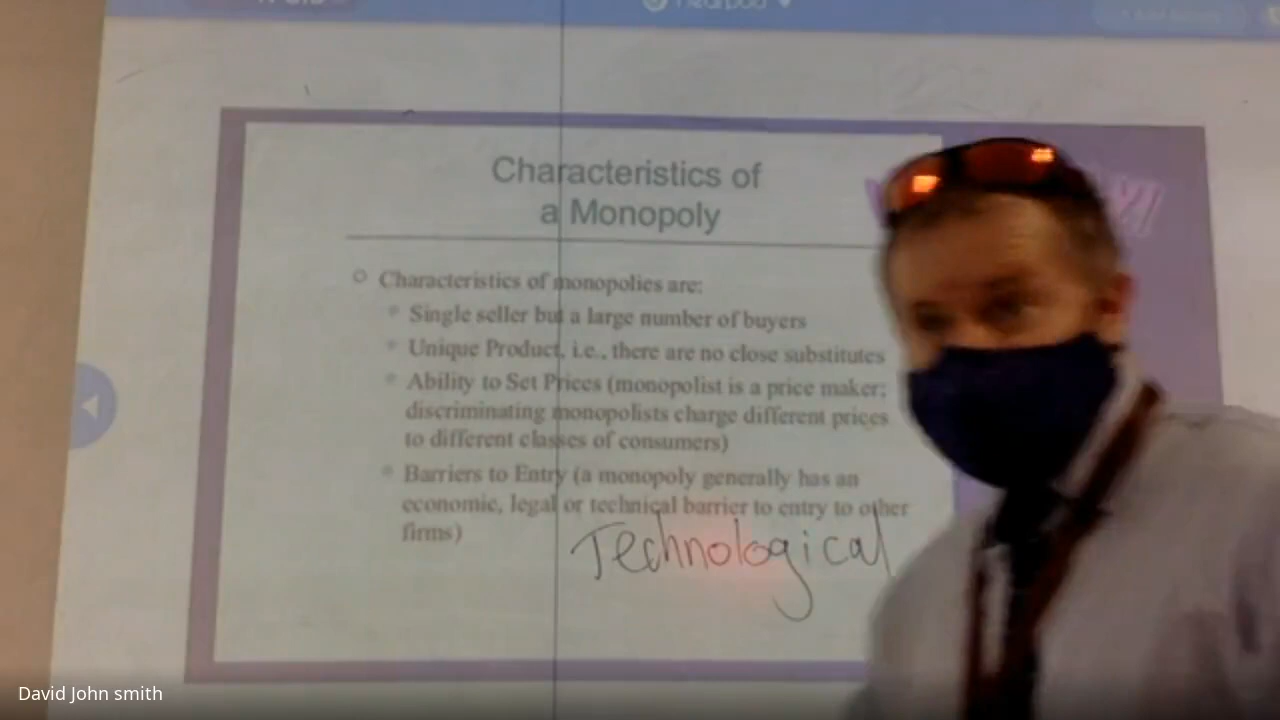 Characteristics of
a Monopoly
Characteristics of monopolies are:
Single seller but a large number of buyers
Unique Product, i.e., there are no close substitutes
Ability to Set Prices (monopolist is a price maker;
discriminating monopolists charge different prices
to different classes of consumers)
Barriers to Entry (a monopoly generally has an
economic, legal or technical barrier to entry to other
firms)
Technological
David John smith